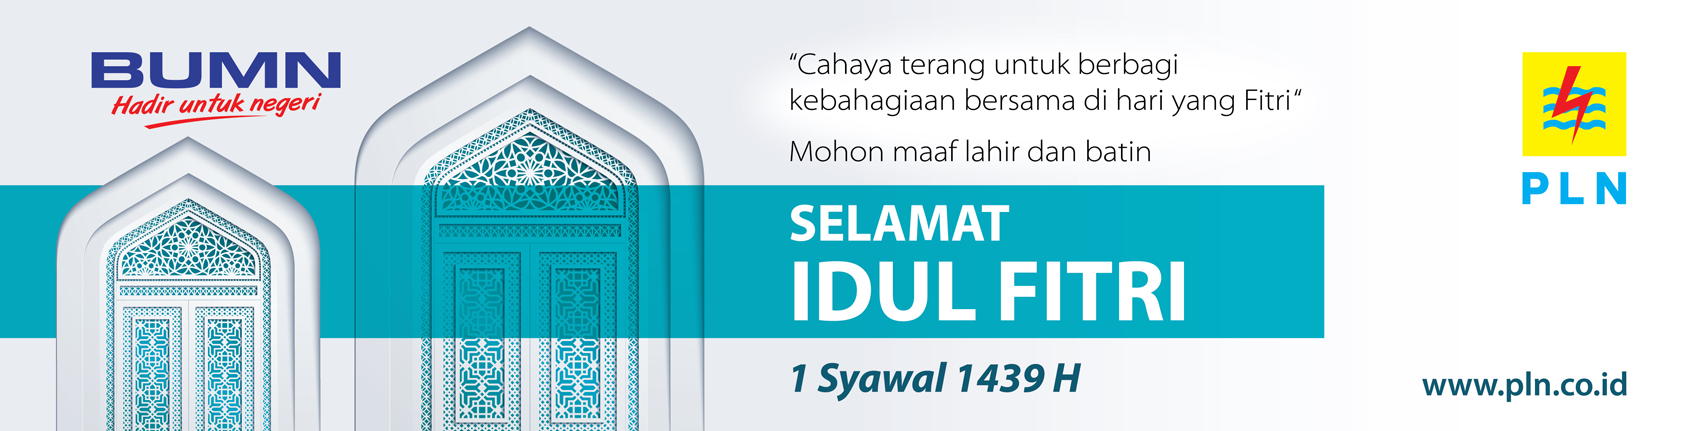 BUMN
Hadir untuk negeri
“Cahaya terang untuk berbagi
kebahagiaan bersama di hari yang Fitri“
Mohon maaf lahir dan batin
SELAMAT
IDUL FITRI
1 Syawal 1439 H
PLN
www.pln.co.id